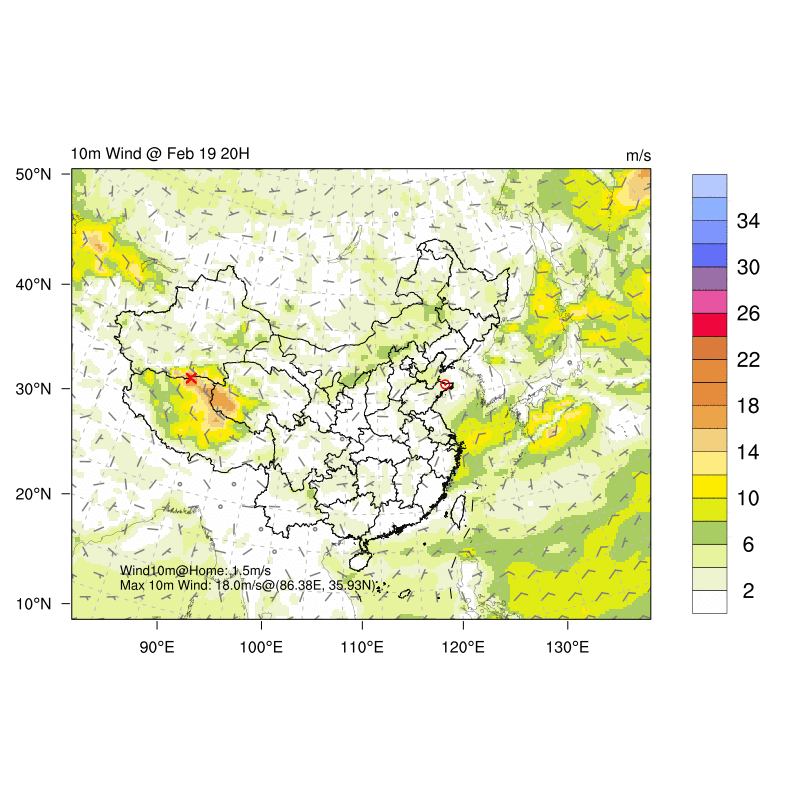 10m Wind @ Feb 19 20H
m/s
50°N
40°N
30°N
20°N
10°N
34
30
26
22
18
14
10
6
2
Wind10m@Home: 1.5m/s
Max 10m Wind: 18.0m/s@(86.38E, 35.93N)
90°E
100°E
110°E
120°E
130°E